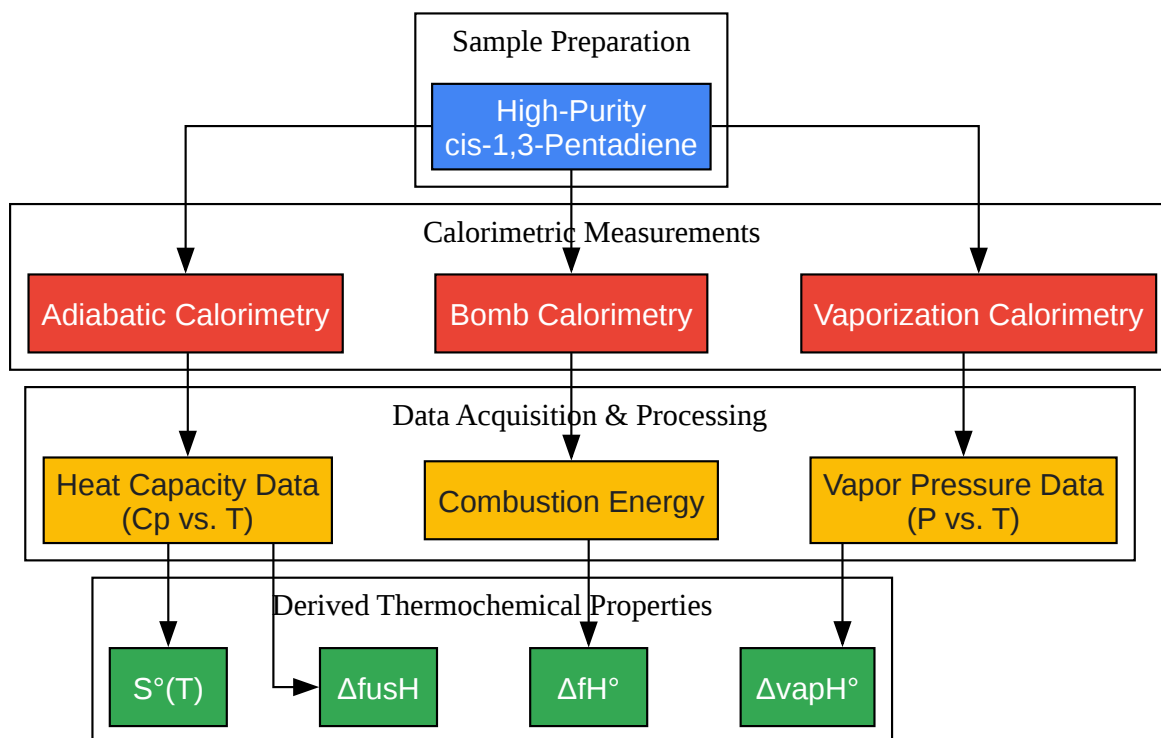 Sample Preparation
High-Purity
cis-1,3-Pentadiene
Calorimetric Measurements
Adiabatic Calorimetry
Bomb Calorimetry
Vaporization Calorimetry
Data Acquisition & Processing
Heat Capacity Data
(Cp vs. T)
Combustion Energy
Vapor Pressure Data
(P vs. T)
Derived Thermochemical Properties
S°(T)
ΔfusH
ΔfH°
ΔvapH°